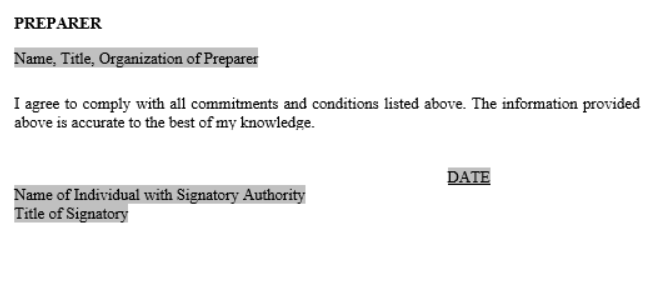 PREPARER
Name, Title, Organization of Preparer
I agree to comply with all commitments and conditions listed above. The information provided
above is accurate to the best of my knowledge.
DATE
Name of Individual with Signatory Authority
Title of Signatory